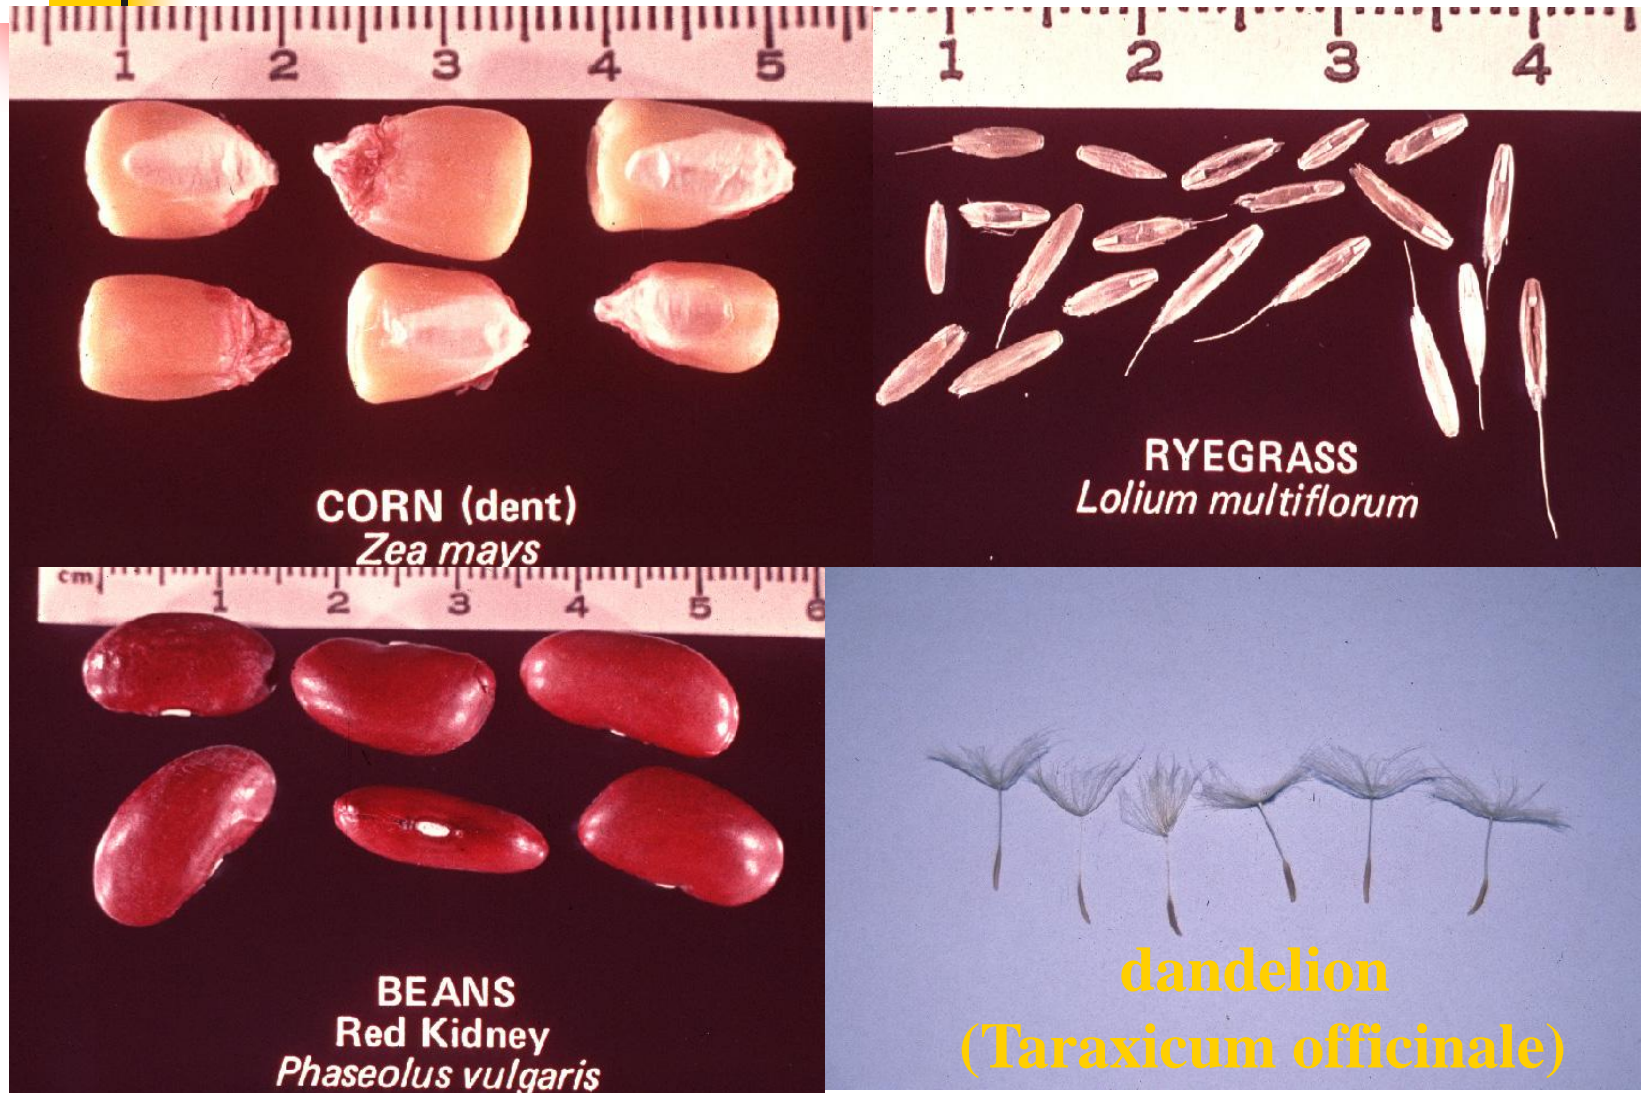 1 2 3 4 5
CORN (dent)
Zea mays
1 2 3 4
RYEGRASS
Lolium multiflorum
cm 1 2 3 4 5 6
BEANS
Red Kidney
Phaseolus vulgaris
dandelion
(Taraxicum officinale)